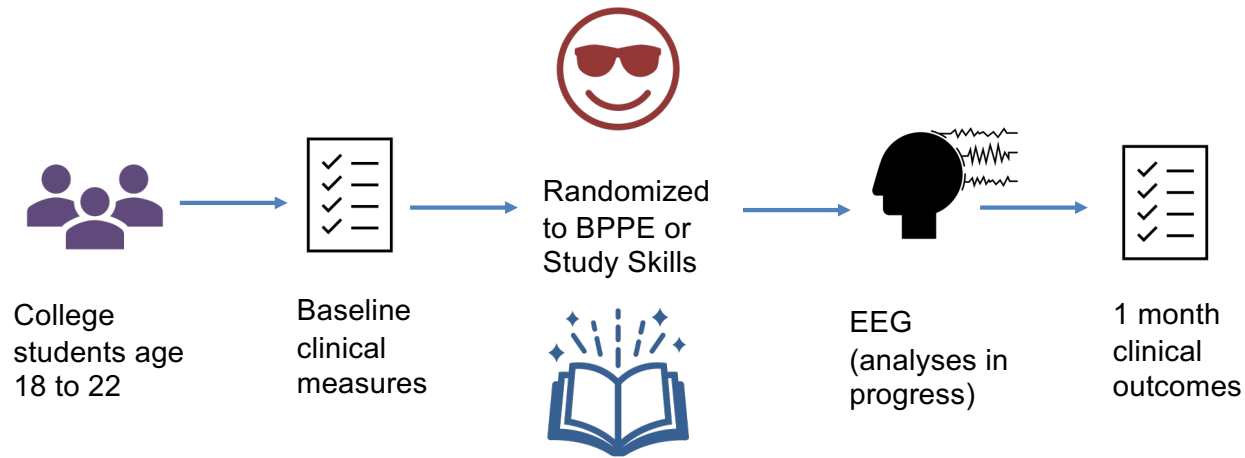 College
students age
18 to 22
Baseline
clinical
measures
Randomized
to BPPE or
Study Skills
EEG
(analyses in
progress)
1 month
clinical
outcomes